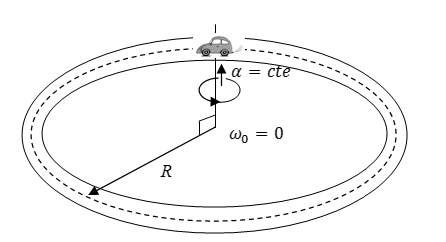 α = cte
ω₀ = 0
R